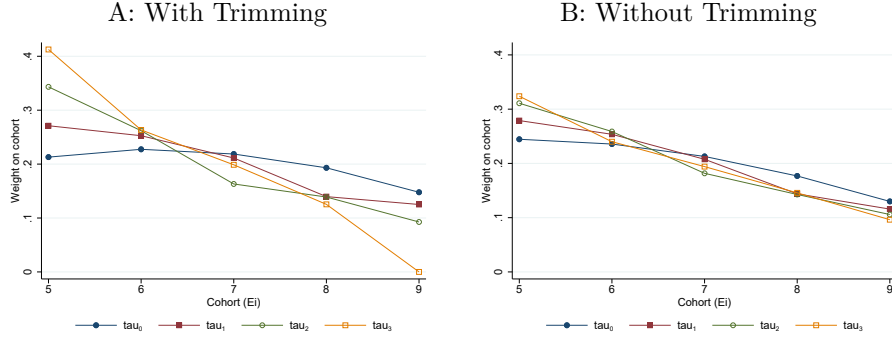 A: With Trimming
.4
.3
.2
.1
0
Weight on cohort
5 6 7 8 9
Cohort (Ei)
tau0 tau1 tau2 tau3
B: Without Trimming
.4
.3
.2
.1
0
Weight on cohort
5 6 7 8 9
Cohort (Ei)
tau0 tau1 tau2 tau3